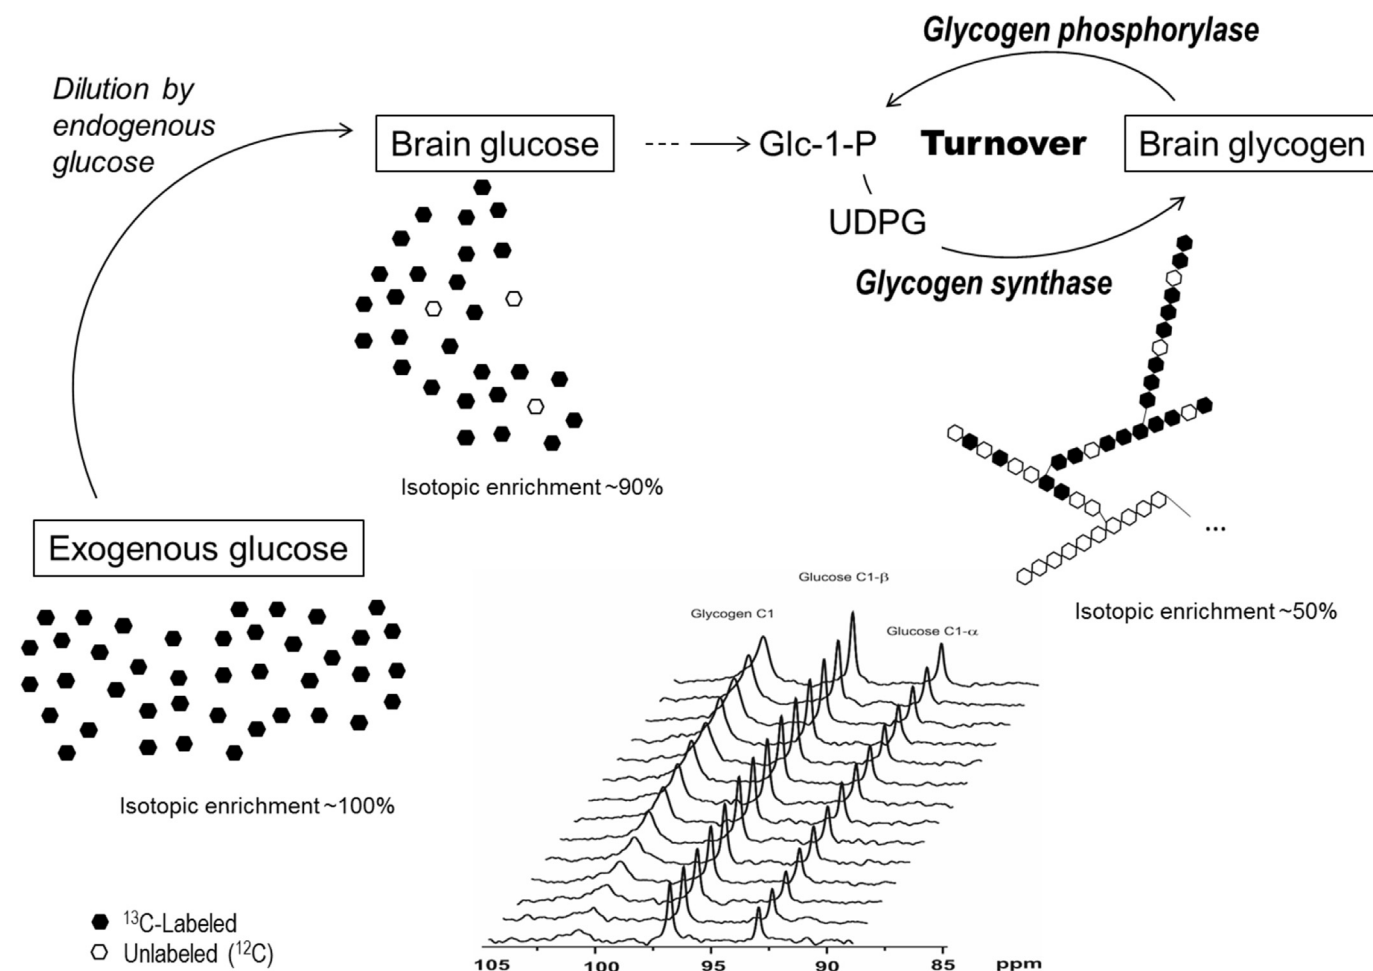 Glycogen phosphorylase
Dilution by
endogenous
glucose
Brain glucose
Glc-1-P
Turnover
Brain glycogen
UDPG
Glycogen synthase
Isotopic enrichment ~90%
Exogenous glucose
...
Isotopic enrichment ~50%
Glucose C1-β
Glycogen C1
Glucose C1-α
Isotopic enrichment ~100%
¹³C-Labeled
Unlabeled (¹²C)
105 100 95 90 85 ppm